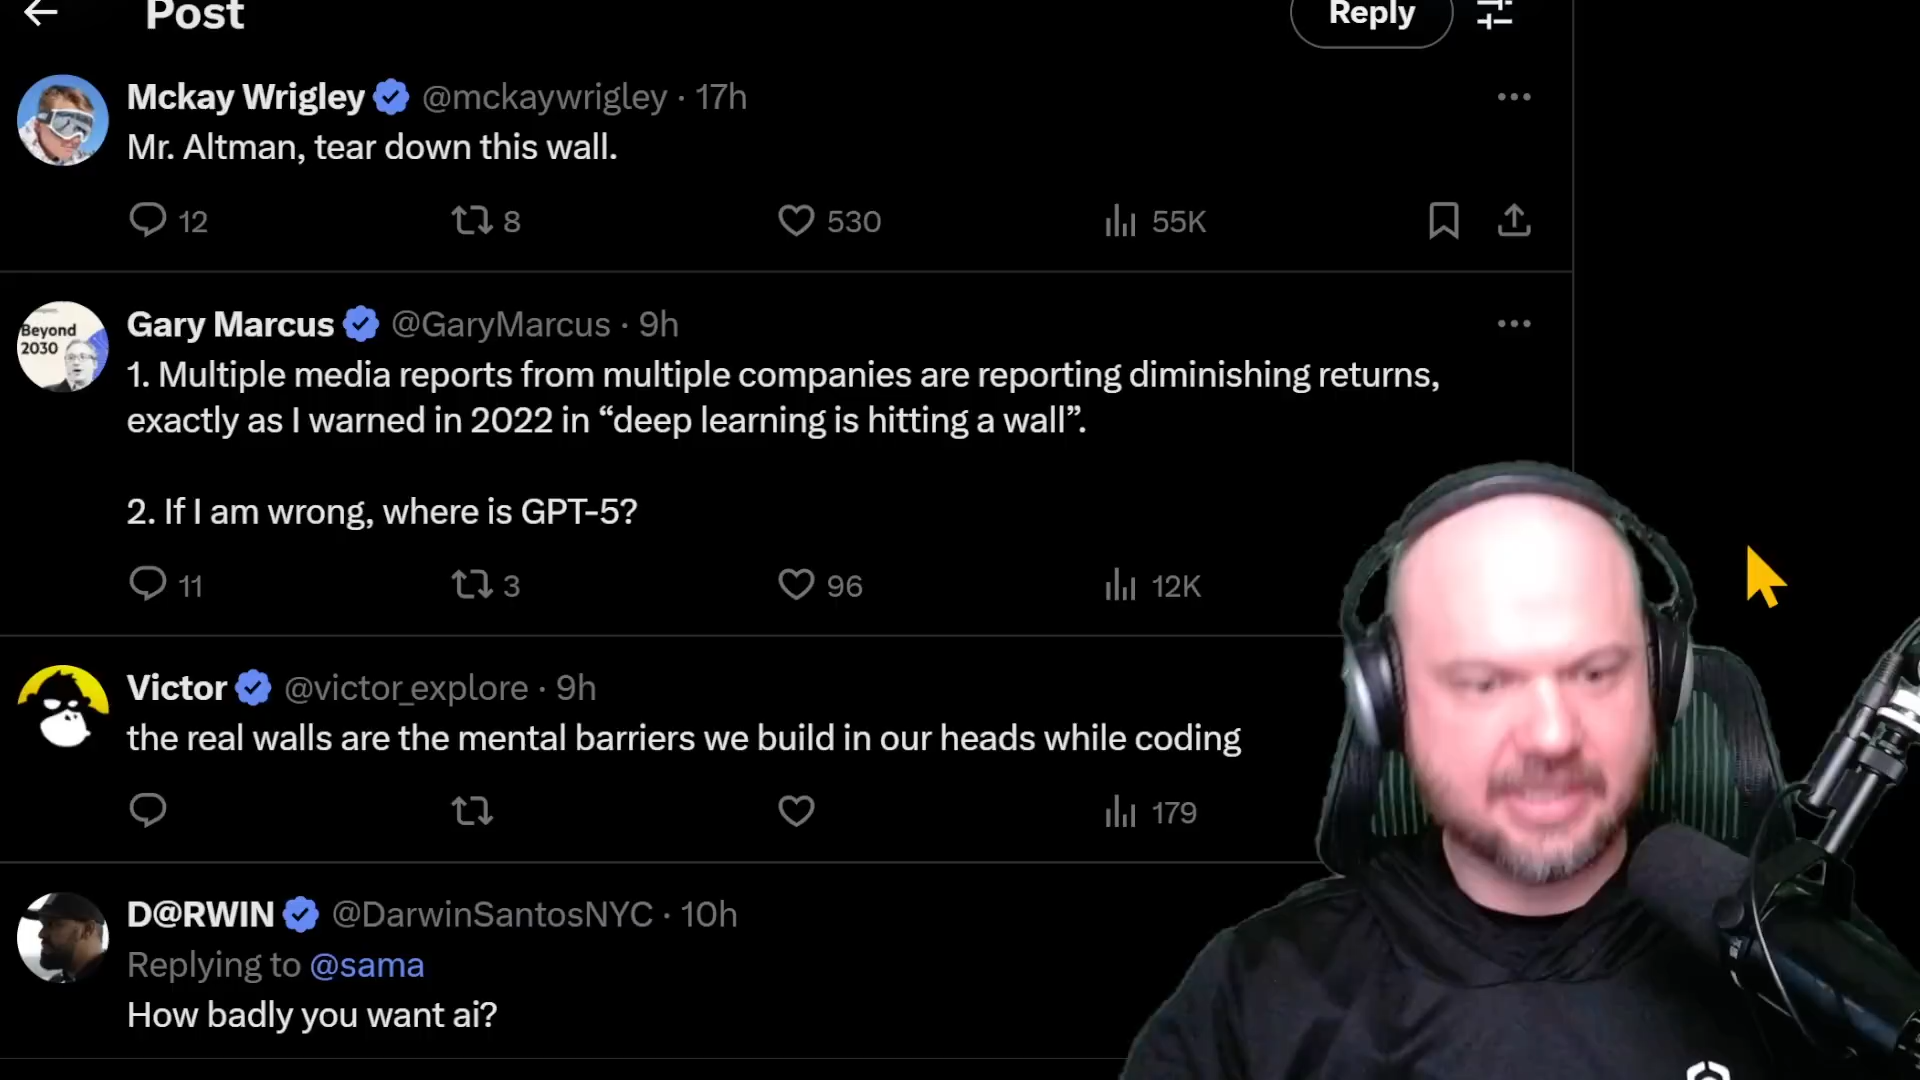 Post
Reply
Mckay Wrigley @mckaywrigley · 17h
Mr. Altman, tear down this wall.
12 8 530 55K
Beyond
2030
Gary Marcus @GaryMarcus · 9h
1. Multiple media reports from multiple companies are reporting diminishing returns,
exactly as I warned in 2022 in “deep learning is hitting a wall”.
2. If I am wrong, where is GPT-5?
11 3 96 12K
Victor @victor_explore · 9h
the real walls are the mental barriers we build in our heads while coding
179
D@RWIN @DarwinSantosNYC · 10h
Replying to @sama
How badly you want ai?